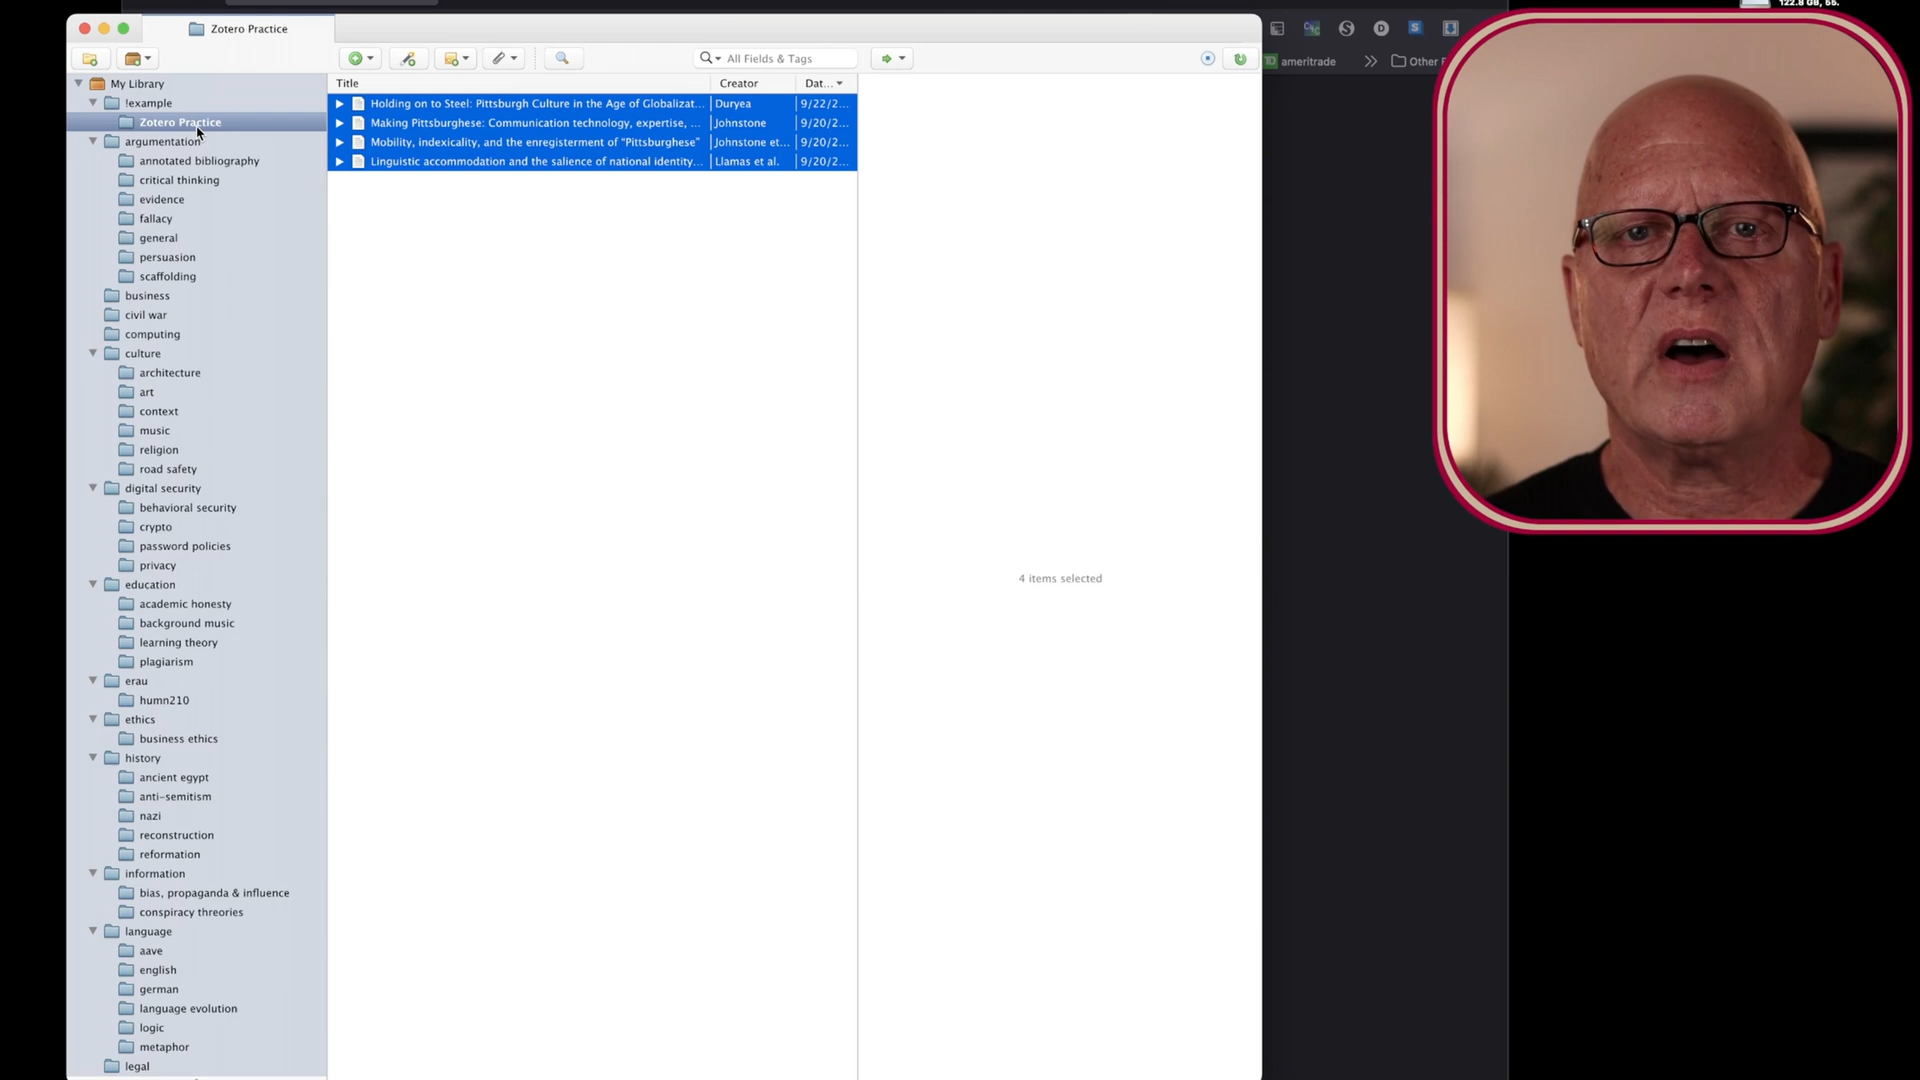 122.8 GB, 56.
Zotero Practice
All Fields & Tags
ameritrade
Other
My Library
!example
Zotero Practice
argumentation
annotated bibliography
critical thinking
evidence
fallacy
general
persuasion
scaffolding
business
civil war
computing
culture
architecture
art
context
music
religion
road safety
digital security
behavioral security
crypto
password policies
privacy
education
academic honesty
background music
learning theory
plagiarism
erau
humn210
ethics
business ethics
history
ancient egypt
anti-semitism
nazi
reconstruction
reformation
information
bias, propaganda & influence
conspiracy threories
language
aave
english
german
language evolution
logic
metaphor
legal
Title Creator Dat...
Holding on to Steel: Pittsburgh Culture in the Age of Globalizat... Duryea 9/22/2...
Making Pittsburghese: Communication technology, expertise, ... Johnstone 9/20/2...
Mobility, indexicality, and the enregisterment of "Pittsburghese" Johnstone et... 9/20/2...
Linguistic accommodation and the salience of national identity... Llamas et al. 9/20/2...
4 items selected